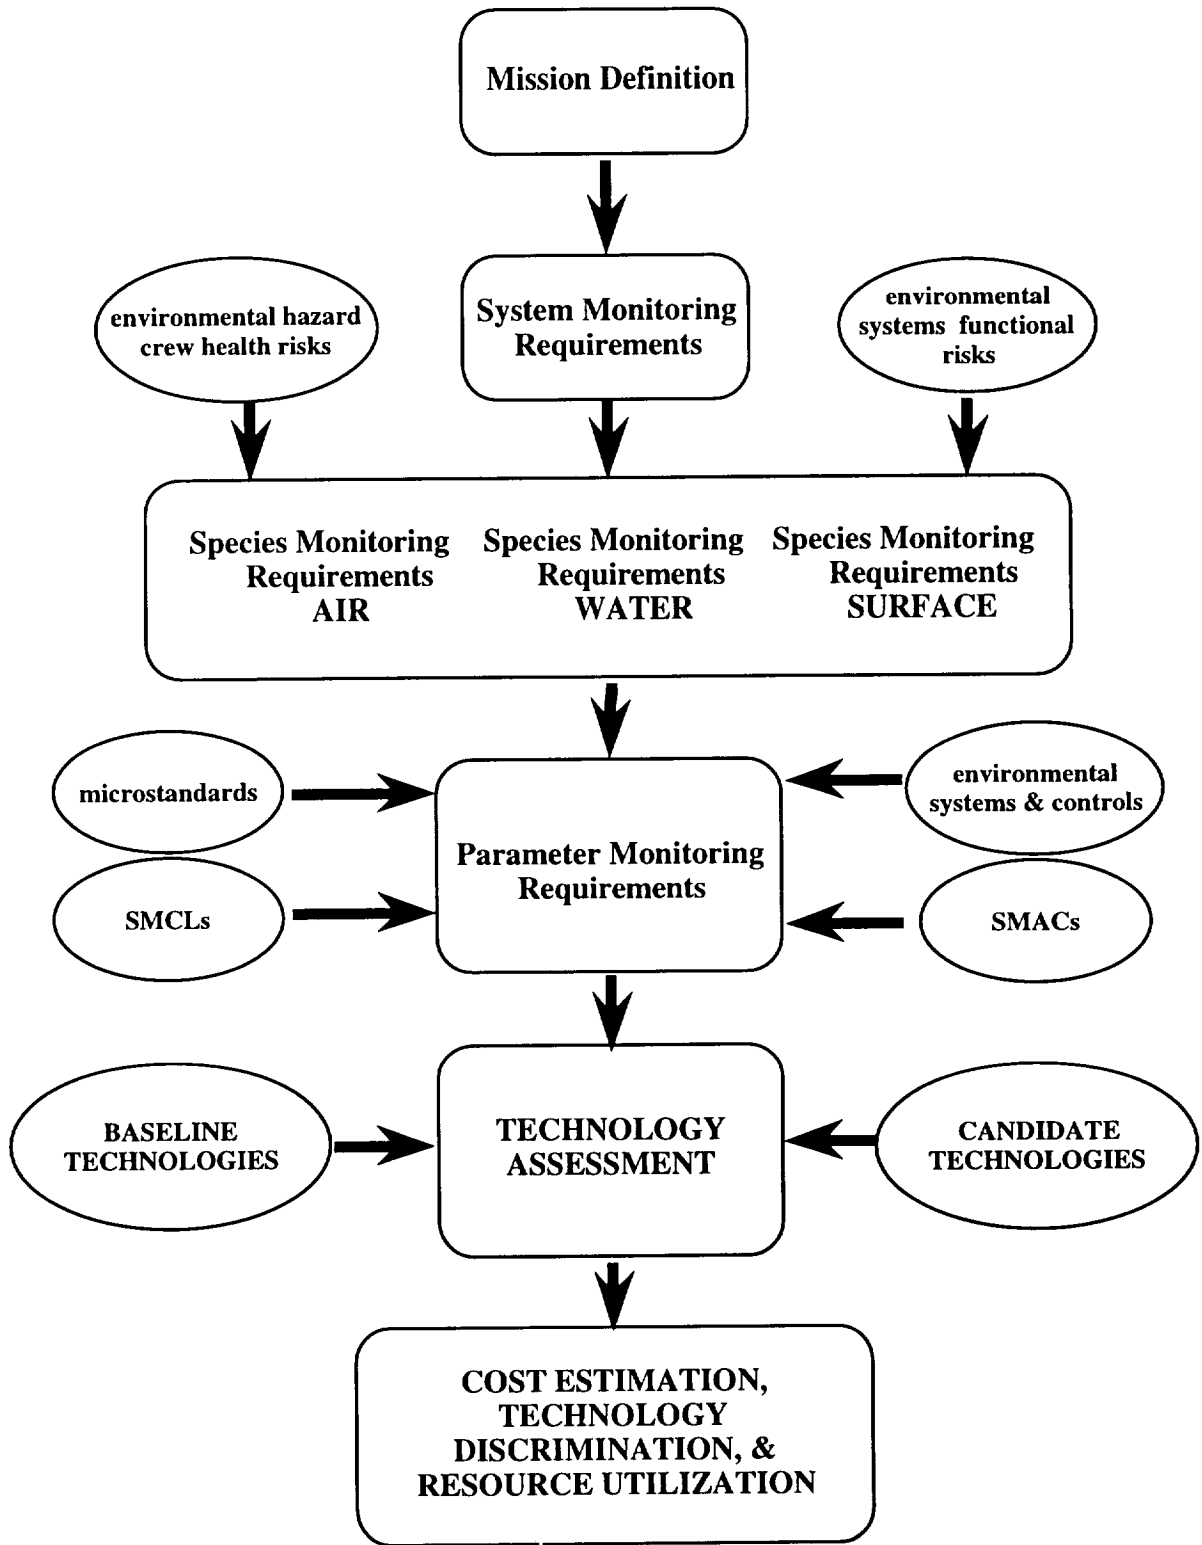 Mission Definition
environmental hazard
crew health risks
System Monitoring
Requirements
environmental
systems functional
risks
Species Monitoring
Requirements
AIR
Species Monitoring
Requirements
WATER
Species Monitoring
Requirements
SURFACE
microstandards
environmental
systems & controls
Parameter Monitoring
Requirements
SMCLs
SMACs
BASELINE
TECHNOLOGIES
TECHNOLOGY
ASSESSMENT
CANDIDATE
TECHNOLOGIES
COST ESTIMATION,
TECHNOLOGY
DISCRIMINATION, &
RESOURCE UTILIZATION